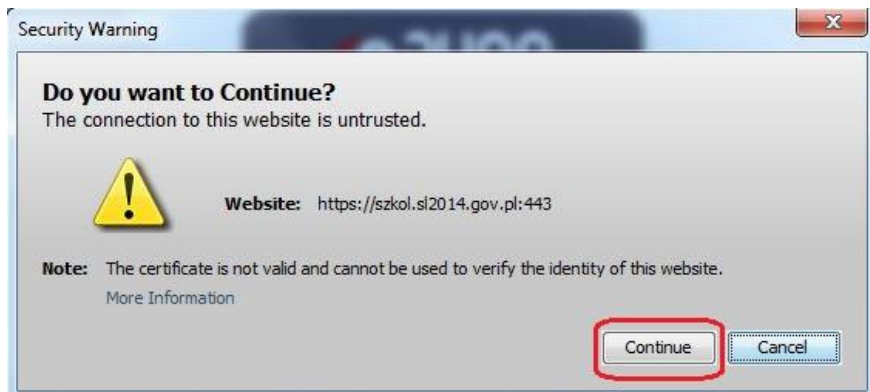 Security Warning
Do you want to Continue?
The connection to this website is untrusted.
Website: https://szkol.sl2014.gov.pl:443
Note: The certificate is not valid and cannot be used to verify the identity of this website.
More Information
Continue Cancel